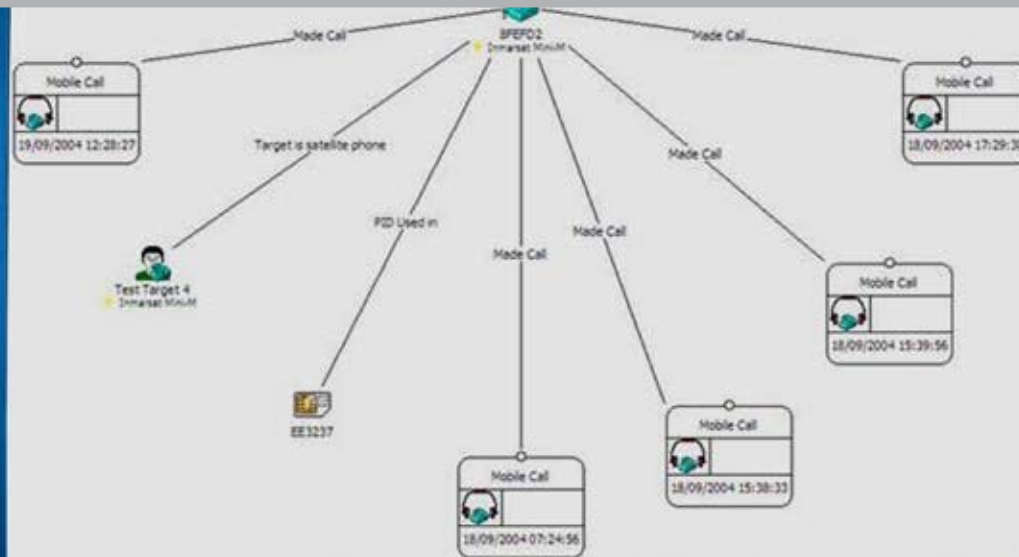 Made Call
8FEFD2
Inmarsat Mini-M
Made Call
Mobile Call
19/09/2004 12:28:27
Mobile Call
18/09/2004 17:29:30
Target is satellite phone
Made Call
PID Used in
Made Call
Made Call
Test Target 4
Inmarsat Mini-M
Mobile Call
18/09/2004 15:39:56
EE3237
Mobile Call
18/09/2004 15:38:33
Mobile Call
18/09/2004 07:24:56